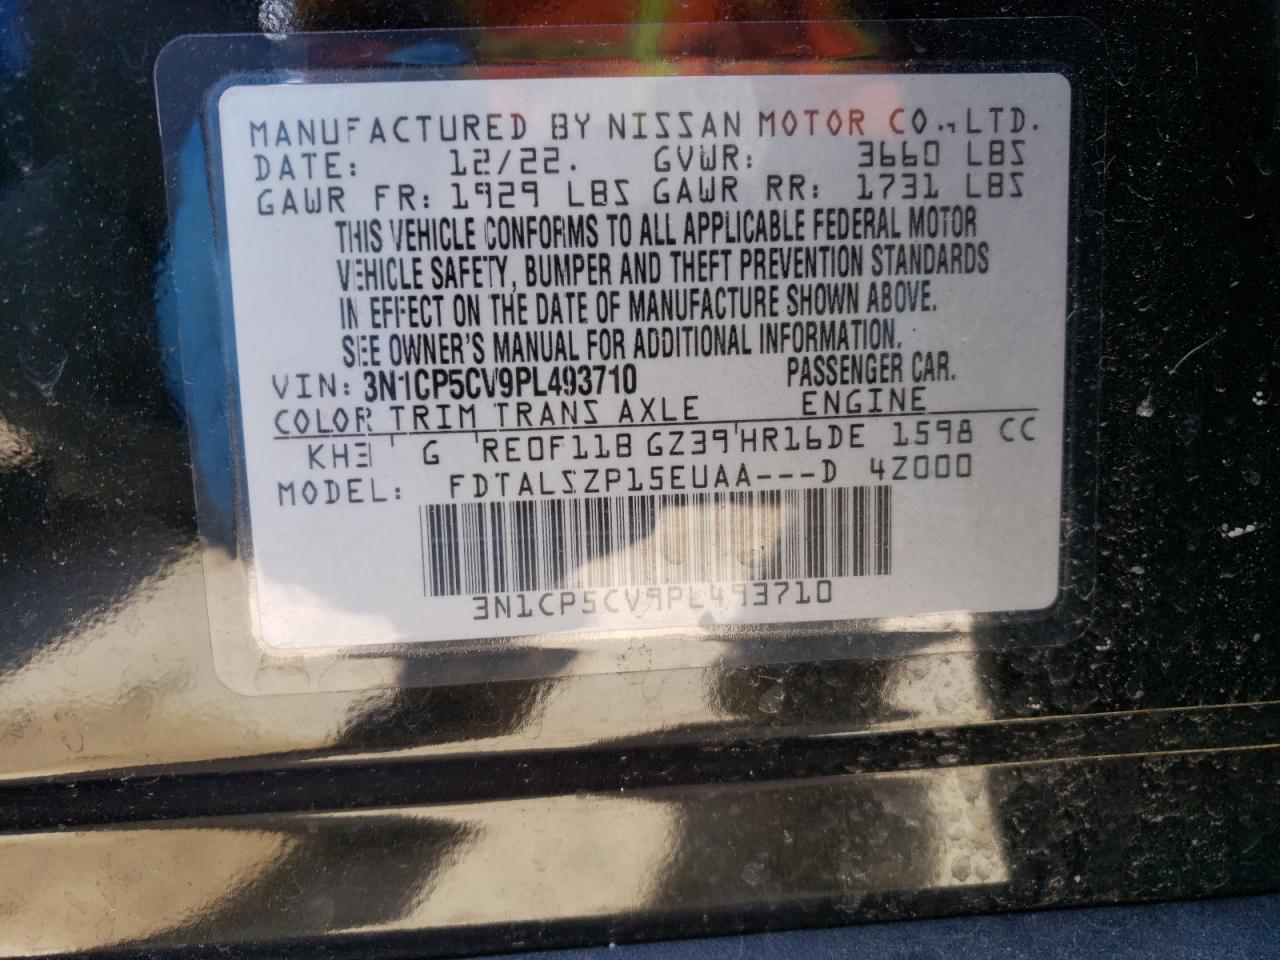 MANUFACTURED BY NISSAN MOTOR CO., LTD.
DATE: 12/22. GVWR: 3660 LBS
GAWR FR: 1929 LBS GAWR RR: 1731 LBS
THIS VEHICLE CONFORMS TO ALL APPLICABLE FEDERAL MOTOR
VEHICLE SAFETY, BUMPER AND THEFT PREVENTION STANDARDS
IN EFFECT ON THE DATE OF MANUFACTURE SHOWN ABOVE.
SEE OWNER'S MANUAL FOR ADDITIONAL INFORMATION.
VIN: 3N1CP5CV9PL493710 PASSENGER CAR.
COLOR TRIM TRANS AXLE ENGINE
KH3 G RE0F11B GZ39 HR16DE 1598 CC
MODEL: FDTALSZP15EUAA---D 4Z000
3N1CP5CV9PL493710